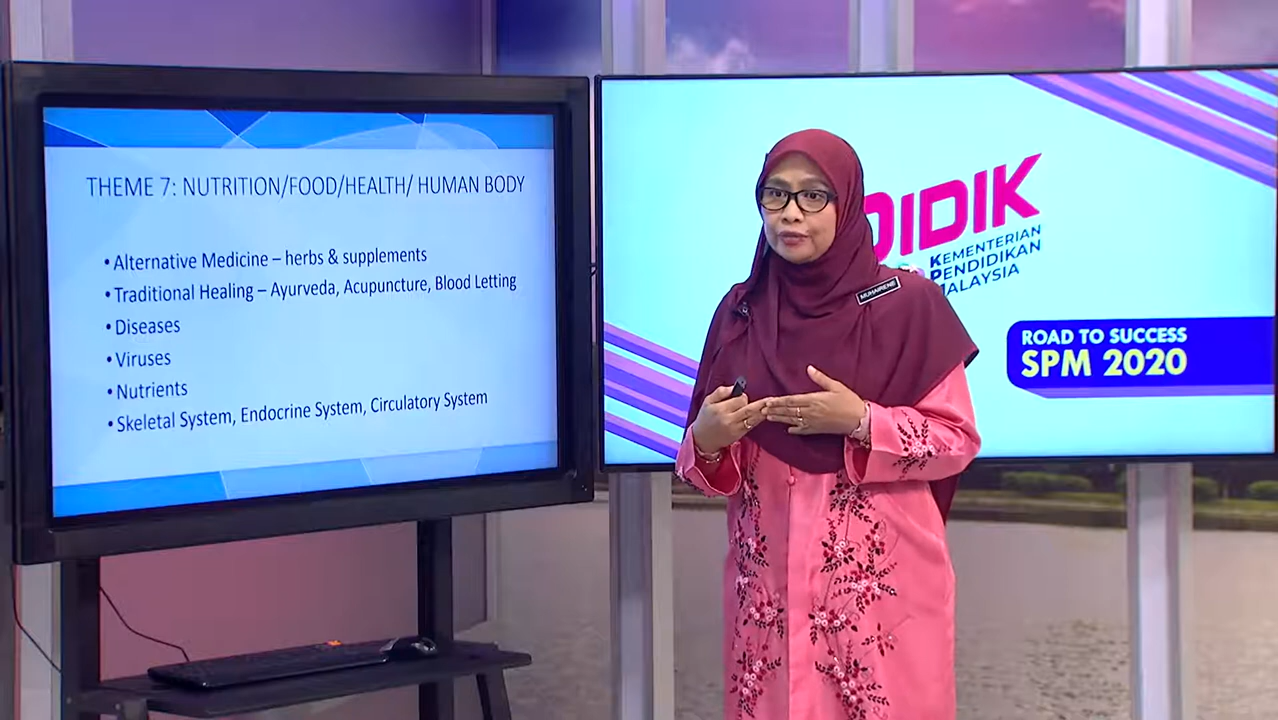 THEME 7: NUTRITION/FOOD/HEALTH/ HUMAN BODY
• Alternative Medicine – herbs & supplements
• Traditional Healing – Ayurveda, Acupuncture, Blood Letting
• Diseases
• Viruses
• Nutrients
• Skeletal System, Endocrine System, Circulatory System
DIDIK
KEMENTERIAN
PENDIDIKAN
MALAYSIA
MUHAIRENE
ROAD TO SUCCESS
SPM 2020